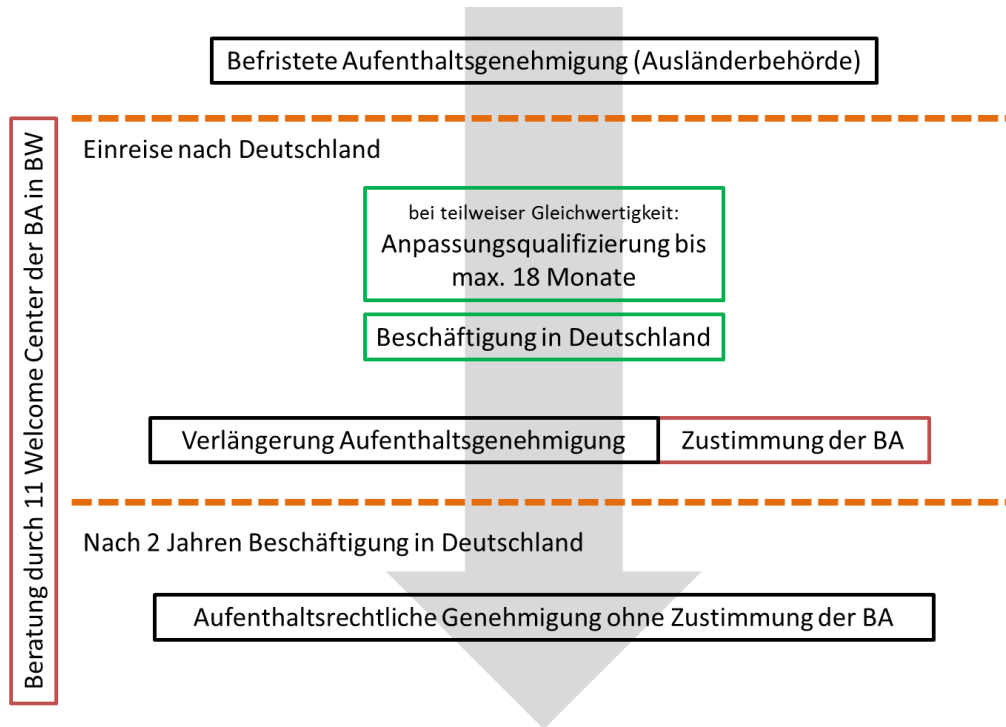 Befristete Aufenthaltsgenehmigung (Ausländerbehörde)
Beratung durch 11 Welcome Center der BA in BW
Einreise nach Deutschland
bei teilweiser Gleichwertigkeit:
Anpassungsqualifizierung bis
max. 18 Monate
Beschäftigung in Deutschland
Verlängerung Aufenthaltsgenehmigung
Zustimmung der BA
Nach 2 Jahren Beschäftigung in Deutschland
Aufenthaltsrechtliche Genehmigung ohne Zustimmung der BA